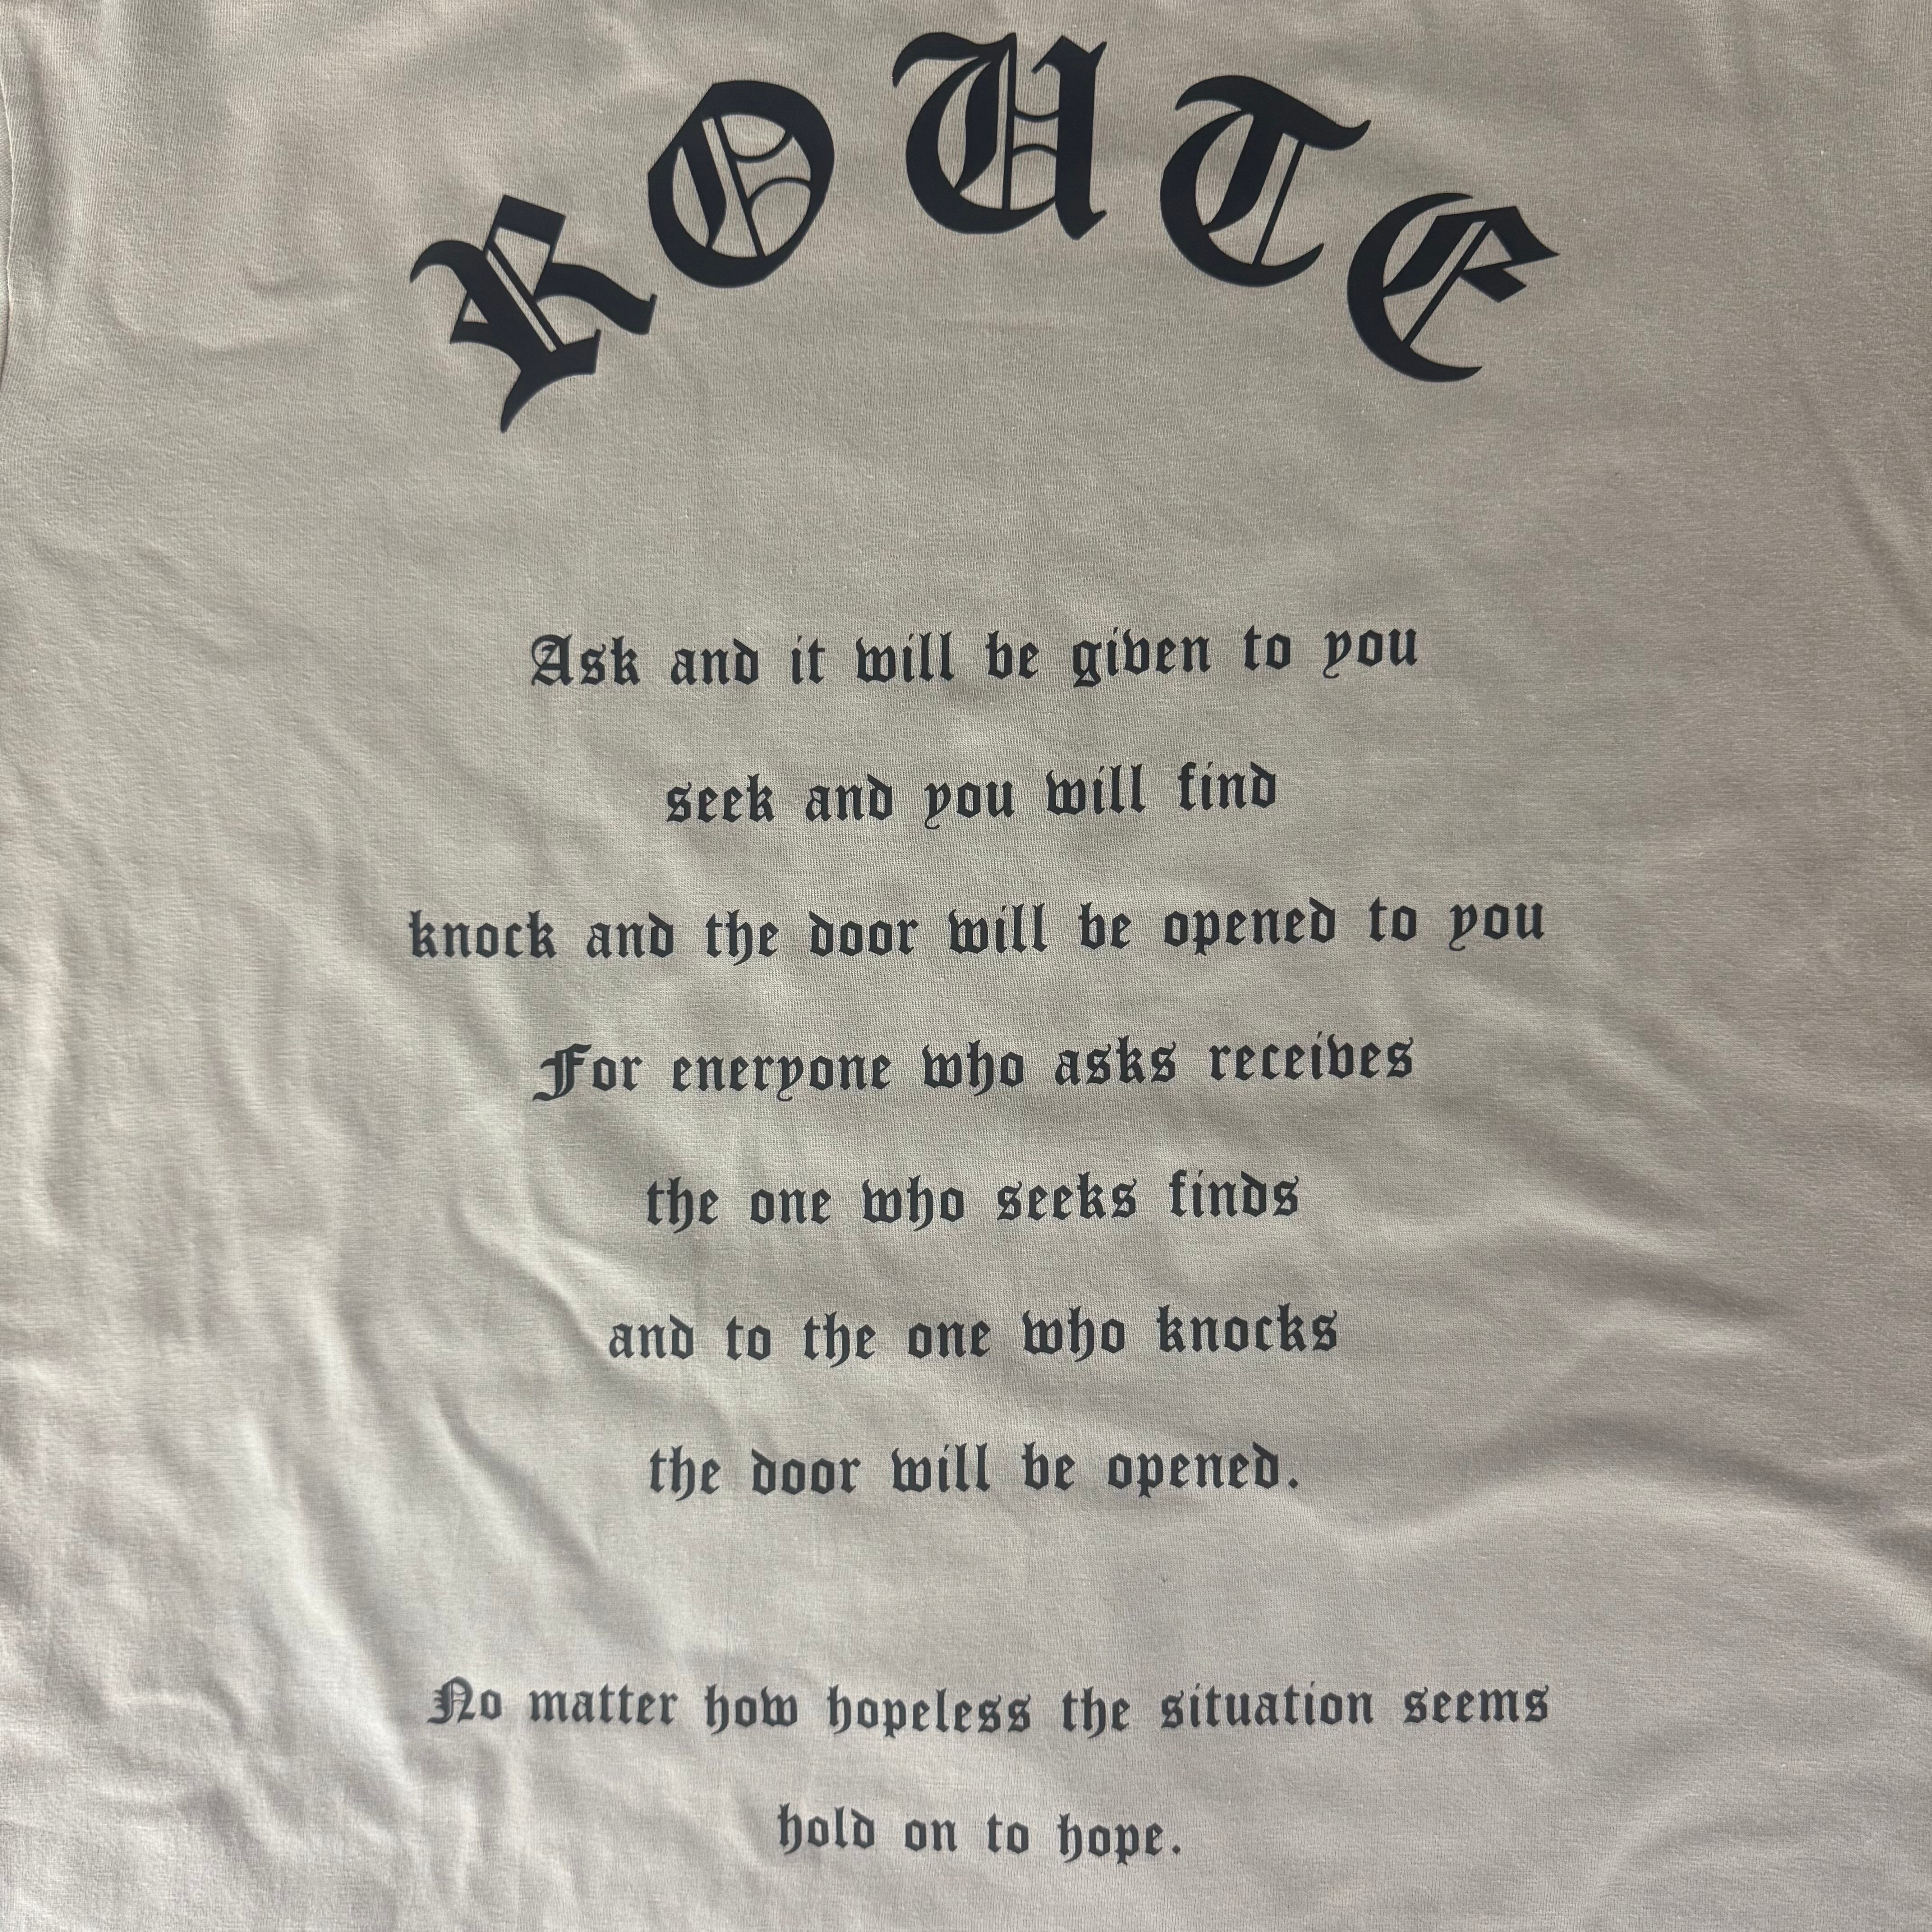 ROUTE
Ask and it will be given to you
seek and you will find
knock and the door will be opened to you
For eneryone who asks receives
the one who seeks finds
and to the one who knocks
the door will be opened.
No matter how hopeless the situation seems
hold on to hope.